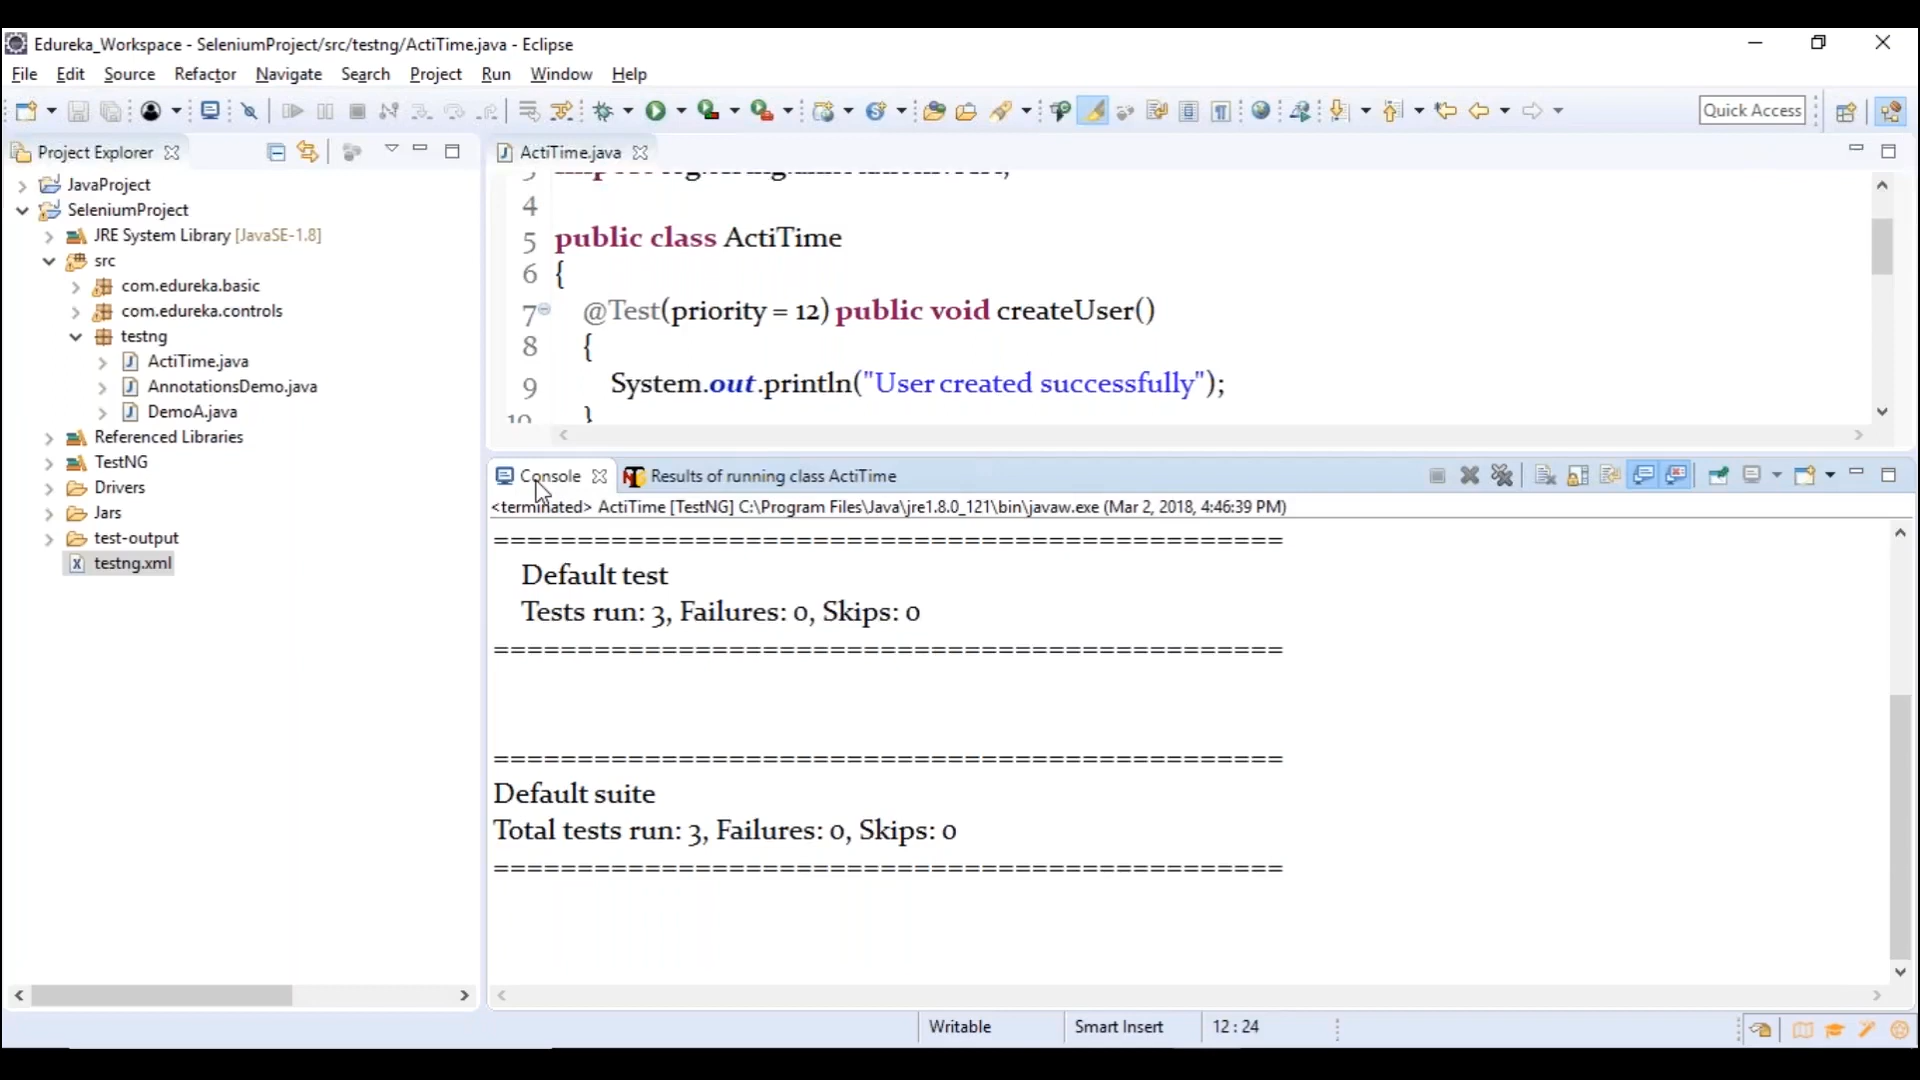 Edureka_Workspace - SeleniumProject/src/testng/ActiTime.java - Eclipse
File Edit Source Refactor Navigate Search Project Run Window Help
Quick Access
Project Explorer
JavaProject
SeleniumProject
JRE System Library [JavaSE-1.8]
src
com.edureka.basic
com.edureka.controls
testng
ActiTime.java
AnnotationsDemo.java
DemoA.java
Referenced Libraries
TestNG
Drivers
Jars
test-output
testng.xml
ActiTime.java
4
5 public class ActiTime
6 {
7 @Test(priority = 12) public void createUser()
8 {
9 System.out.println("User created successfully");
10 }
Console Results of running class ActiTime
<terminated> ActiTime [TestNG] C:\Program Files\Java\jre1.8.0_121\bin\javaw.exe (Mar 2, 2018, 4:46:39 PM)
===============================================
Default test
Tests run: 3, Failures: 0, Skips: 0
===============================================
===============================================
Default suite
Total tests run: 3, Failures: 0, Skips: 0
===============================================
Writable Smart Insert 12 : 24